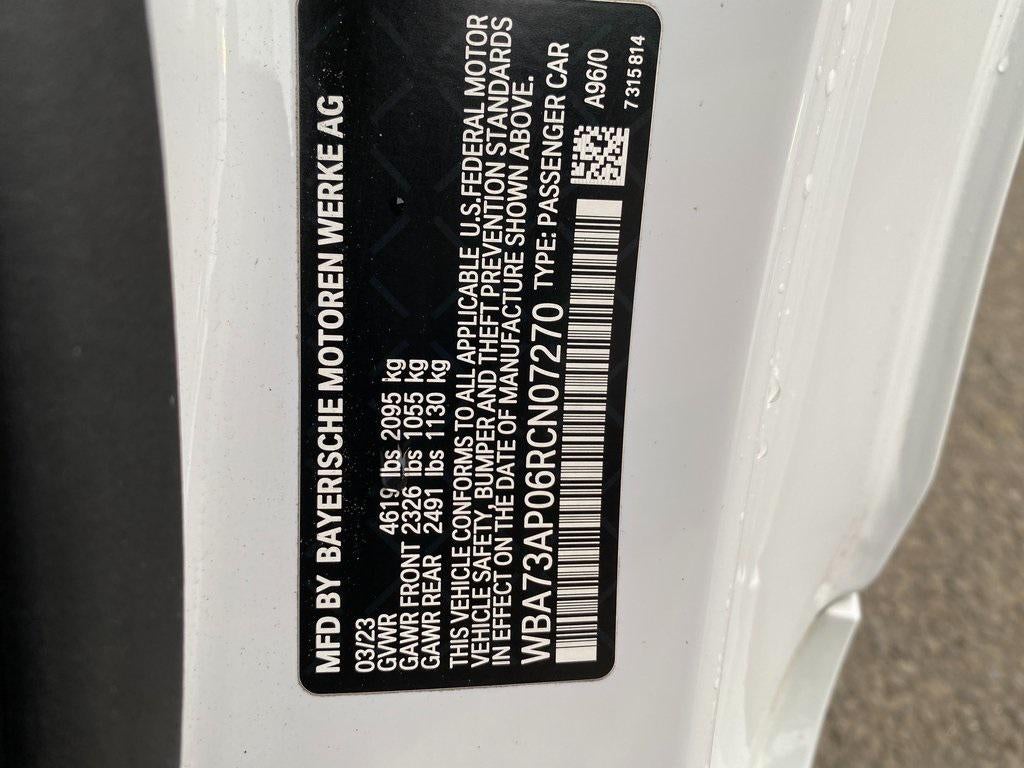 MFD BY BAYERISCHE MOTOREN WERKE AG
03/23
GVWR 4619 lbs 2095 kg
GAWR FRONT 2326 lbs 1055 kg
GAWR REAR 2491 lbs 1130 kg
THIS VEHICLE CONFORMS TO ALL APPLICABLE U.S.FEDERAL MOTOR
VEHICLE SAFETY, BUMPER AND THEFT PREVENTION STANDARDS
IN EFFECT ON THE DATE OF MANUFACTURE SHOWN ABOVE.
WBA73AP06RCN07270 TYPE: PASSENGER CAR
A96/0
7315814